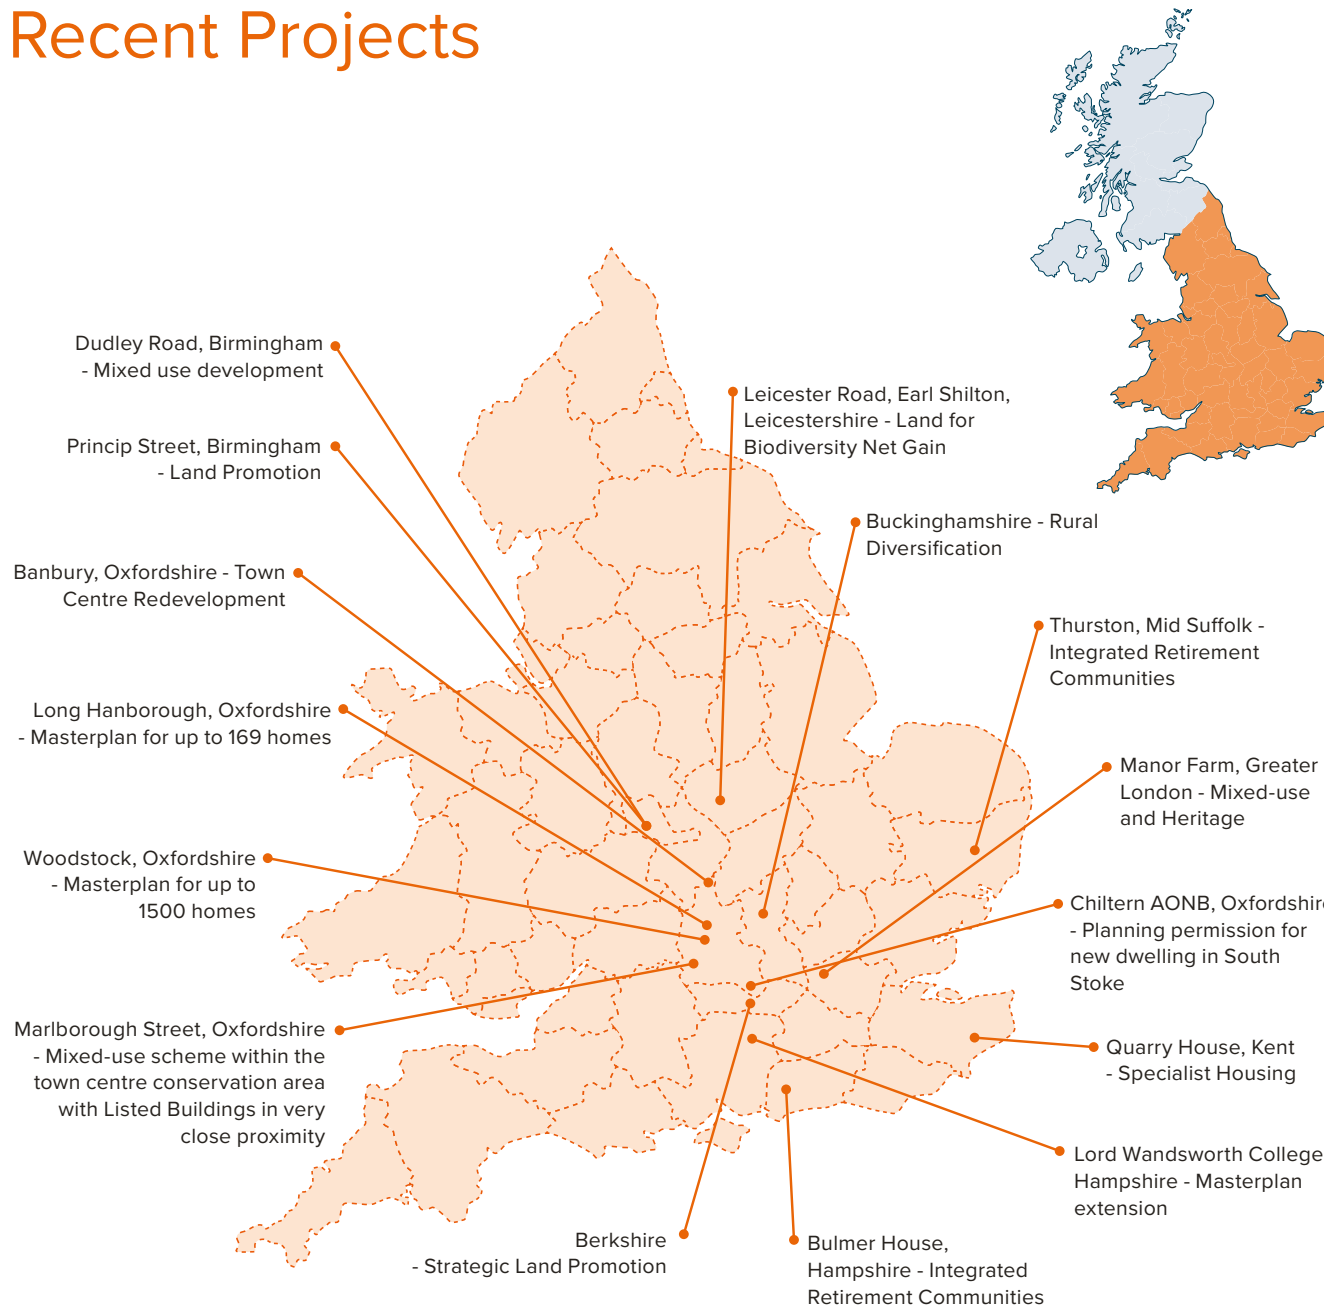 Recent Projects
Dudley Road, Birmingham
- Mixed use development
Princip Street, Birmingham
- Land Promotion
Banbury, Oxfordshire - Town
Centre Redevelopment
Long Hanborough, Oxfordshire
- Masterplan for up to 169 homes
Woodstock, Oxfordshire
- Masterplan for up to
1500 homes
Marlborough Street, Oxfordshire
- Mixed-use scheme within the
town centre conservation area
with Listed Buildings in very
close proximity
Berkshire
- Strategic Land Promotion
Leicester Road, Earl Shilton,
Leicestershire - Land for
Biodiversity Net Gain
Buckinghamshire - Rural
Diversification
Thurston, Mid Suffolk -
Integrated Retirement
Communities
Manor Farm, Greater
London - Mixed-use
and Heritage
Chiltern AONB, Oxfordshire
- Planning permission for
new dwelling in South
Stoke
Quarry House, Kent
- Specialist Housing
Lord Wandsworth College
Hampshire - Masterplan
extension
Bulmer House,
Hampshire - Integrated
Retirement Communities